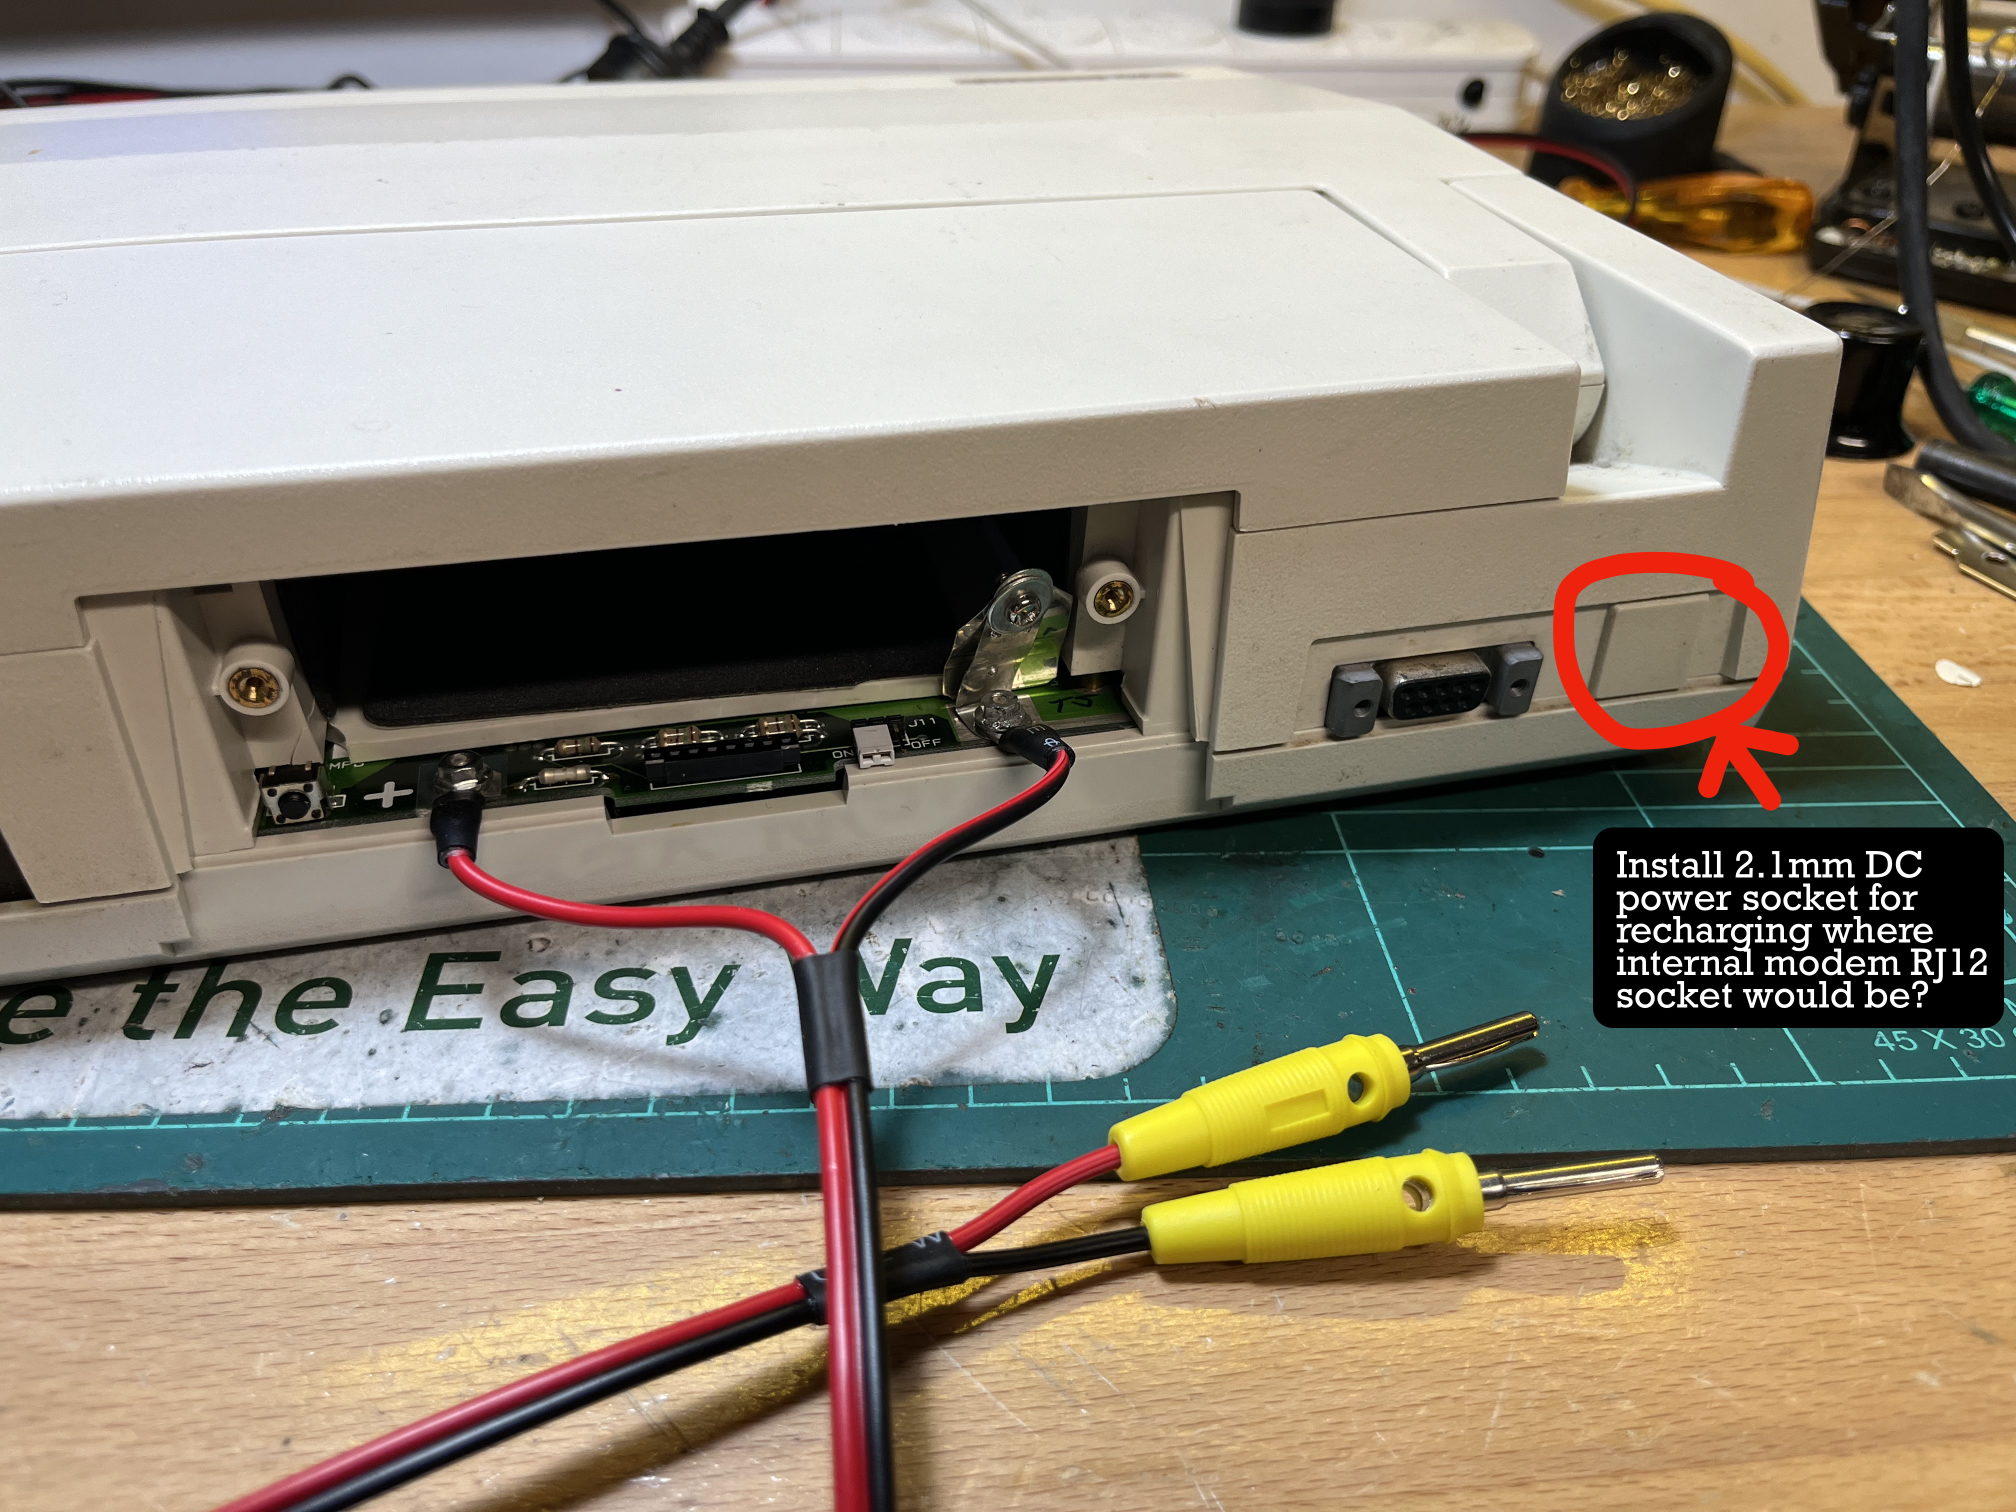 MPD
+
J11
ON
OFF
Install 2.1mm DC
power socket for
recharging where
internal modem RJ12
socket would be?
e the Easy Way
45 X 30